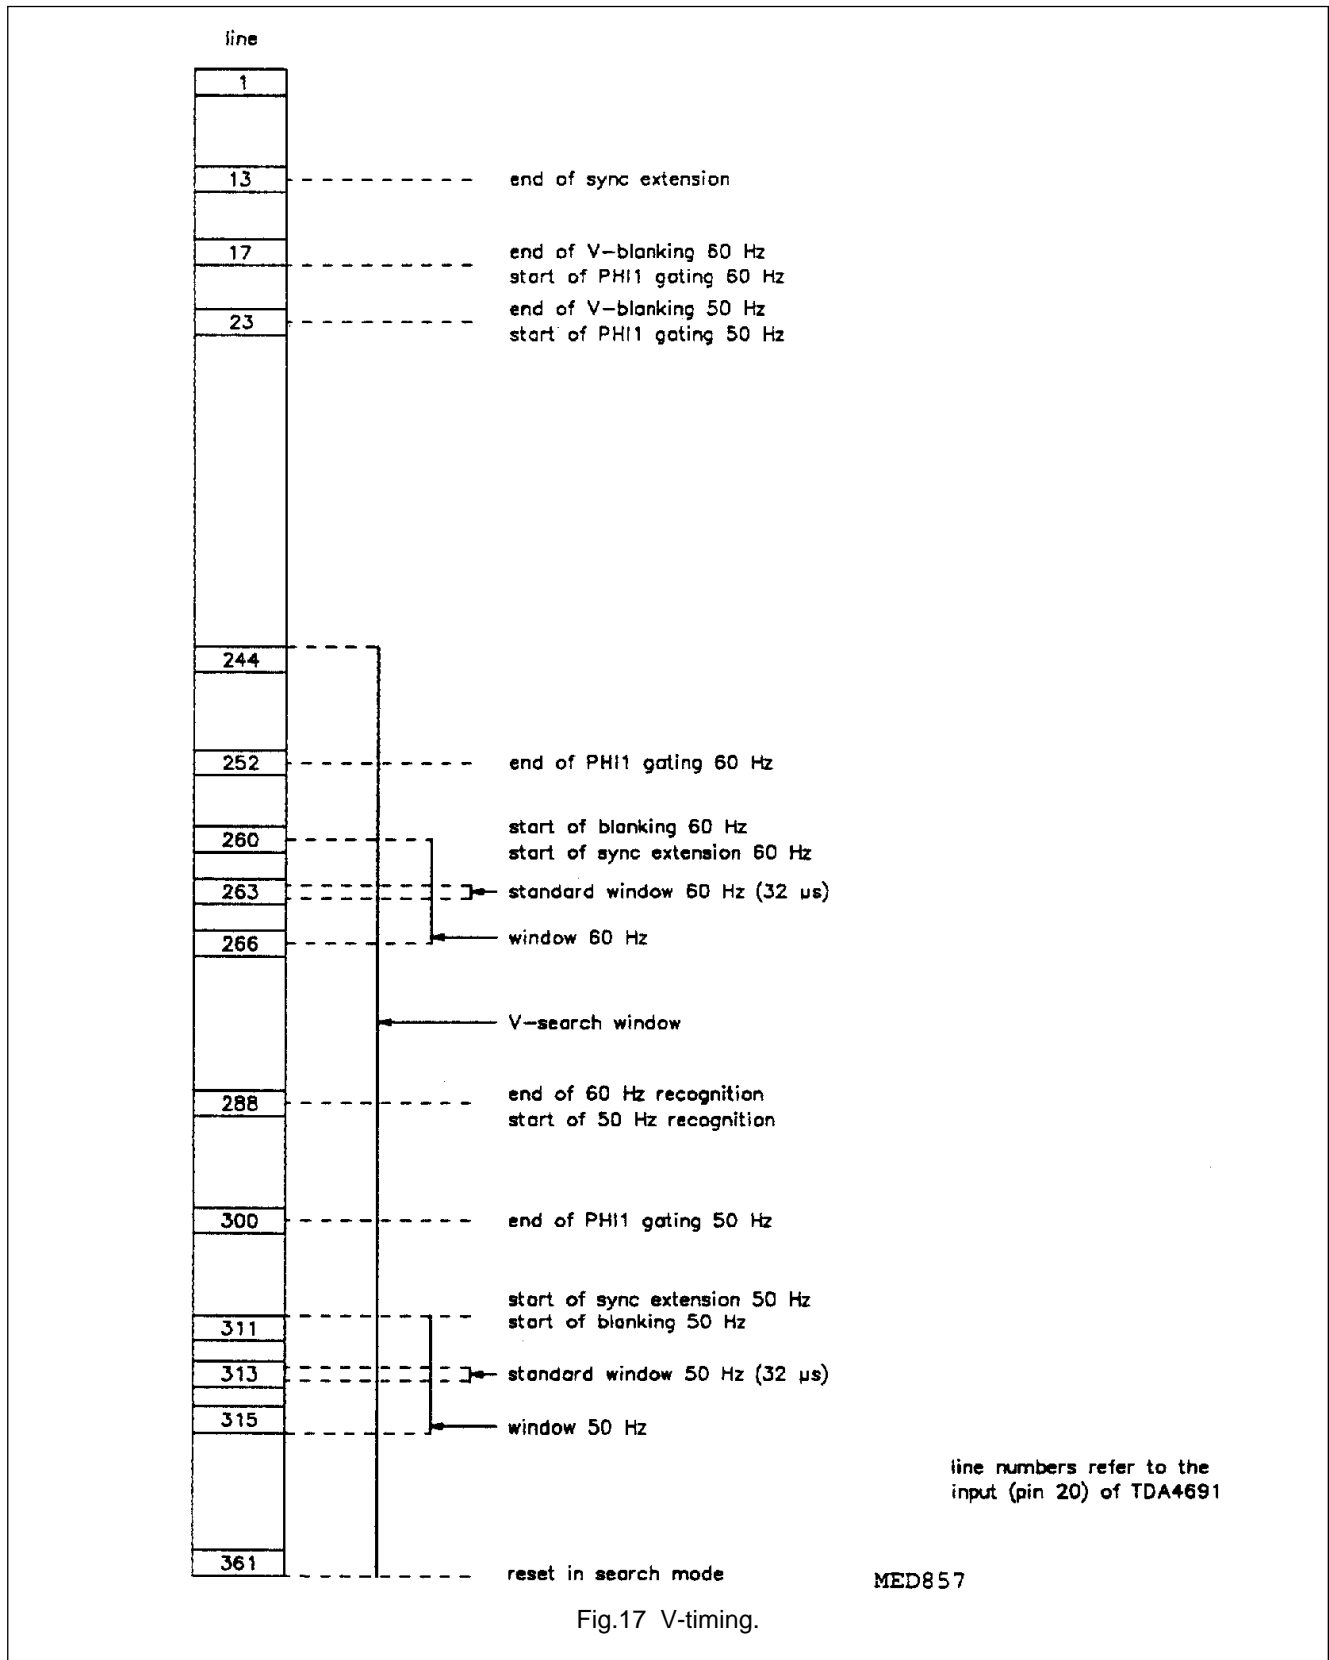 line
1
13 end of sync extension
17 end of V-blanking 60 Hz
start of PHI1 gating 60 Hz
end of V-blanking 50 Hz
23
start of PHI1 gating 50 Hz
244
252 end of PHI1 gating 60 Hz
start of blanking 60 Hz
260
start of sync extension 60 Hz
263 standard window 60 Hz (32 µs)
266 window 60 Hz
V-search window
end of 60 Hz recognition
288
start of 50 Hz recognition
300 end of PHI1 gating 50 Hz
start of sync extension 50 Hz
311 start of blanking 50 Hz
313 standard window 50 Hz (32 µs)
315 window 50 Hz
line numbers refer to the
input (pin 20) of TDA4691
361 reset in search mode
MED857
Fig.17 V-timing.